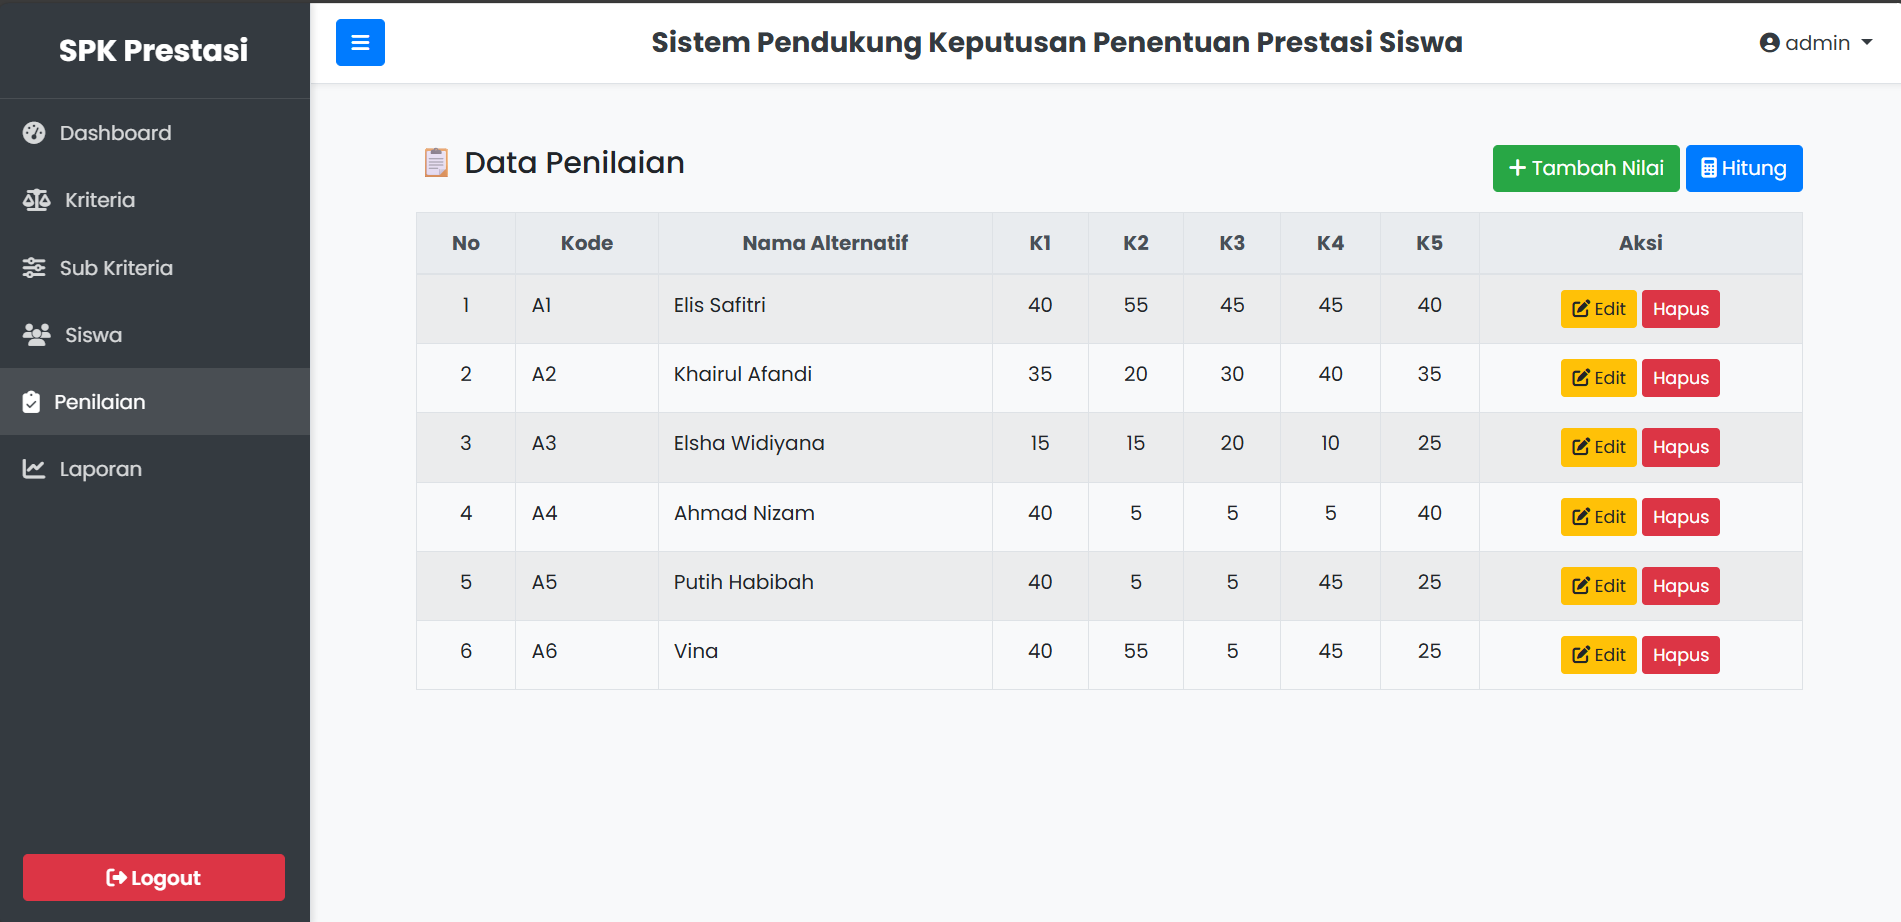 SPK Prestasi
Sistem Pendukung Keputusan Penentuan Prestasi Siswa
admin
Dashboard
Kriteria
Sub Kriteria
Siswa
Penilaian
Laporan
Logout
Data Penilaian
Tambah Nilai
Hitung
No Kode Nama Alternatif K1 K2 K3 K4 K5 Aksi
1 A1 Elis Safitri 40 55 45 45 40 Edit Hapus
2 A2 Khairul Afandi 35 20 30 40 35 Edit Hapus
3 A3 Elsha Widiyana 15 15 20 10 25 Edit Hapus
4 A4 Ahmad Nizam 40 5 5 5 40 Edit Hapus
5 A5 Putih Habibah 40 5 5 45 25 Edit Hapus
6 A6 Vina 40 55 5 45 25 Edit Hapus